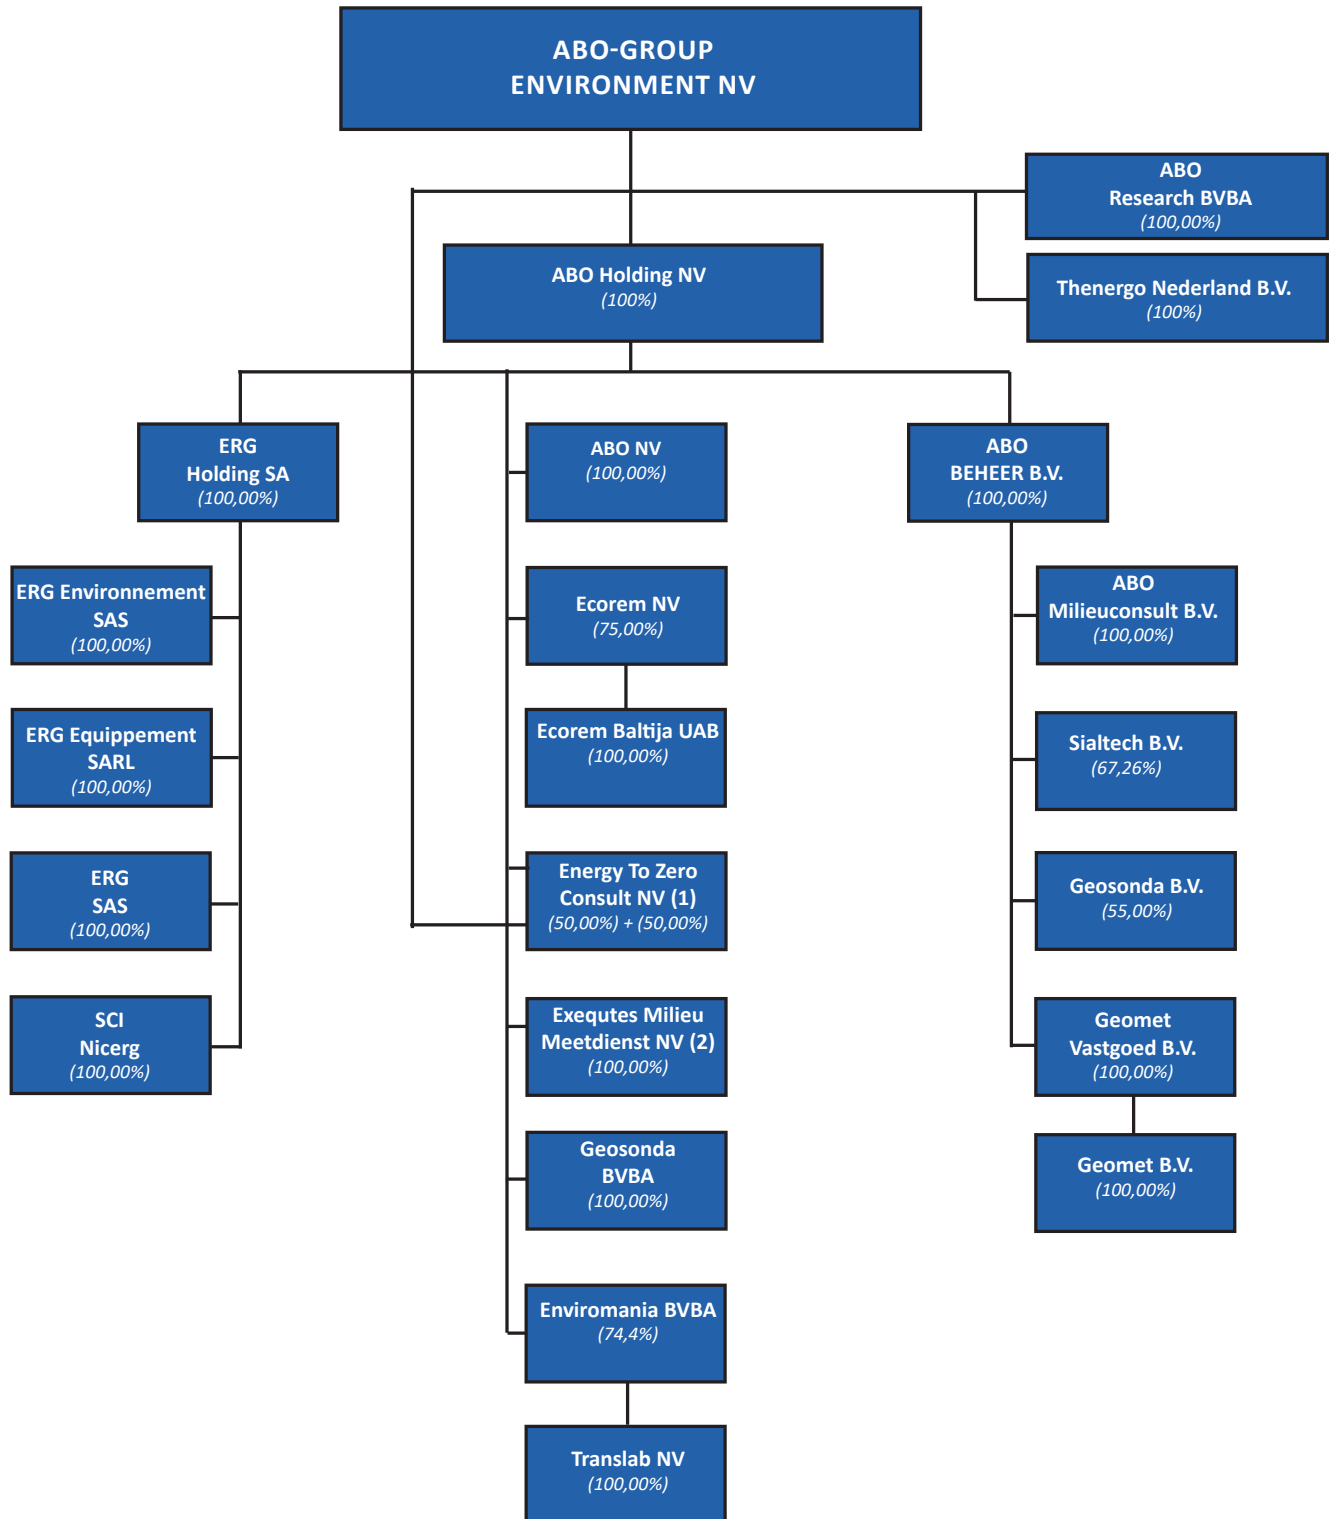 ABO-GROUP
ENVIRONMENT NV
ABO
Research BVBA
(100,00%)
ABO Holding NV
(100%)
Thenergo Nederland B.V.
(100%)
ERG
Holding SA
(100,00%)
ABO NV
(100,00%)
ABO
BEHEER B.V.
(100,00%)
ERG Environnement
SAS
(100,00%)
Ecorem NV
(75,00%)
ABO
Milieuconsult B.V.
(100,00%)
ERG Equippement
SARL
(100,00%)
Ecorem Baltija UAB
(100,00%)
Sialtech B.V.
(67,26%)
ERG
SAS
(100,00%)
Energy To Zero
Consult NV (1)
(50,00%) + (50,00%)
Geosonda B.V.
(55,00%)
SCI
Nicerg
(100,00%)
Exequtes Milieu
Meetdienst NV (2)
(100,00%)
Geomet
Vastgoed B.V.
(100,00%)
Geosonda
BVBA
(100,00%)
Geomet B.V.
(100,00%)
Enviromania BVBA
(74,4%)
Translab NV
(100,00%)